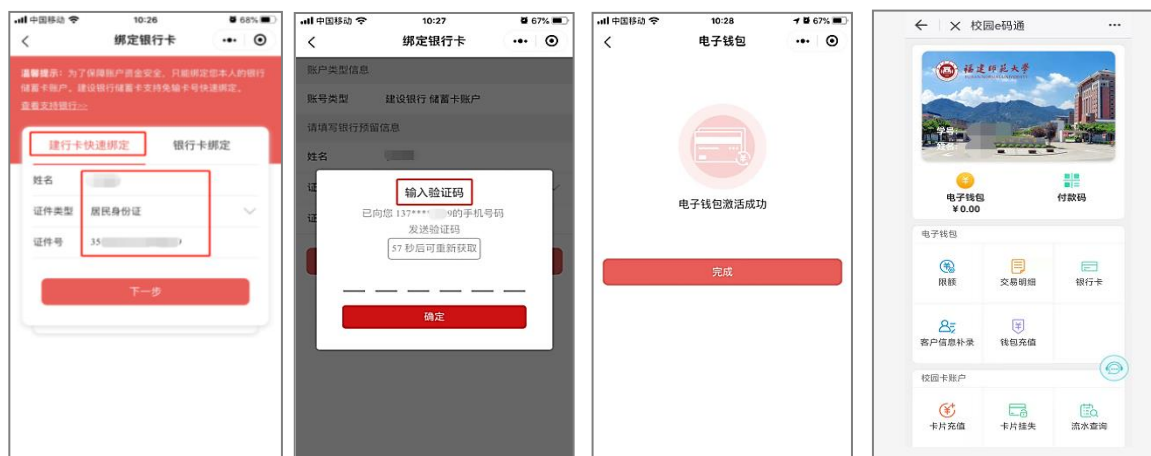 中国移动 10:26 68%
绑定银行卡
温馨提示：为了保障账户资金安全，只能绑定您本人的银行
储蓄卡账户。建设银行储蓄卡支持免输卡号快速绑定。
查看支持银行>>
建行卡快速绑定 银行卡绑定
姓名
证件类型 居民身份证
证件号 35
下一步
中国移动 10:27 67%
绑定银行卡
账户类型信息
账号类型 建设银行 储蓄卡账户
请填写银行预留信息
姓名
证
证
输入验证码
已向您 137*** 9的手机号码
发送验证码
57 秒后可重新获取
确定
中国移动 10:28 67%
电子钱包
电子钱包激活成功
完成
校园e码通
福建师范大学
学号
姓名
电子钱包 付款码
¥ 0.00
电子钱包
限额 交易明细 银行卡
客户信息补录 钱包充值
校园卡账户
卡片充值 卡片挂失 流水查询